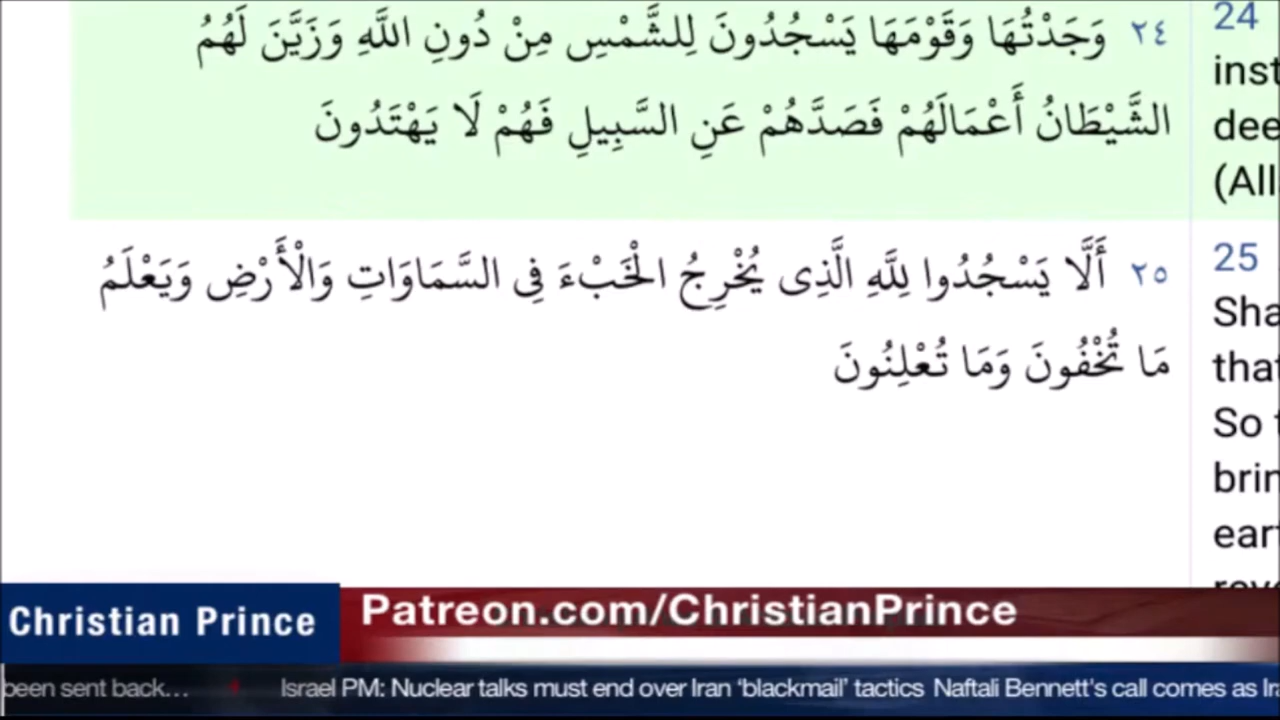 ٢٤ وَجَدْتُهَا وَقَوْمَهَا يَسْجُدُونَ لِلشَّمْسِ مِنْ دُونِ اللَّهِ وَزَيَّنَ لَهُمُ
الشَّيْطَانُ أَعْمَالَهُمْ فَصَدَّهُمْ عَنِ السَّبِيلِ فَهُمْ لَا يَهْتَدُونَ
٢٥ أَلَّا يَسْجُدُوا لِلَّهِ الَّذِى يُخْرِجُ الْخَبْءَ فِى السَّمَاوَاتِ وَالْأَرْضِ وَيَعْلَمُ
مَا تُخْفُونَ وَمَا تُعْلِنُونَ
24
inst
dee
(All
25
Sha
that
So
brin
eart
Christian Prince
Patreon.com/ChristianPrince
been sent back... Israel PM: Nuclear talks must end over Iran ‘blackmail’ tactics Naftali Bennett's call comes as Ira